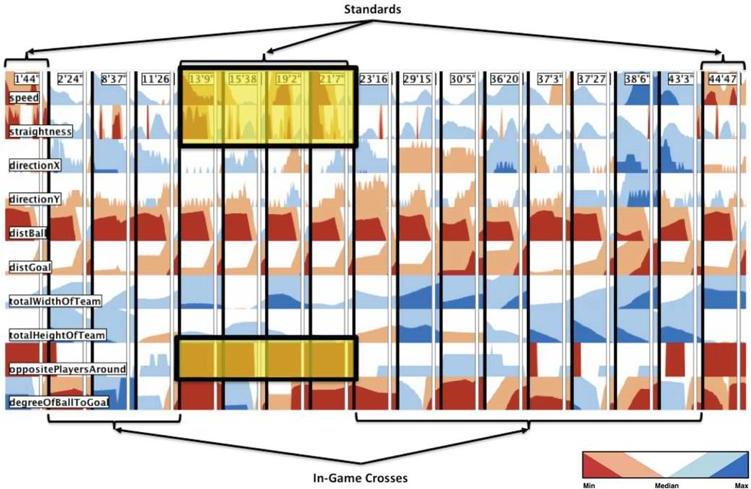 Standards
1'44" 2'24" 8'37" 11'26 13'9" 15'38 19'2" 21'7" 23'16 29'15 30'5" 36'20 37'3" 37'27 38'6" 43'3" 44'47
speed
straightness
directionX
directionY
distBall
distGoal
totalWidthOfTeam
totalHeightOfTeam
oppositePlayersAround
degreeOfBallToGoal
In-Game Crosses
Min Median Max